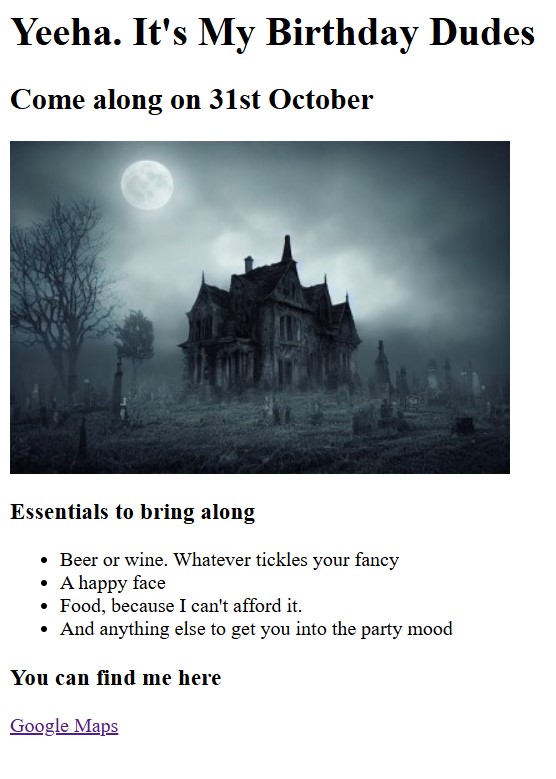 Yeeha. It's My Birthday Dudes
Come along on 31st October
Essentials to bring along
Beer or wine. Whatever tickles your fancy
A happy face
Food, because I can't afford it.
And anything else to get you into the party mood
You can find me here
Google Maps